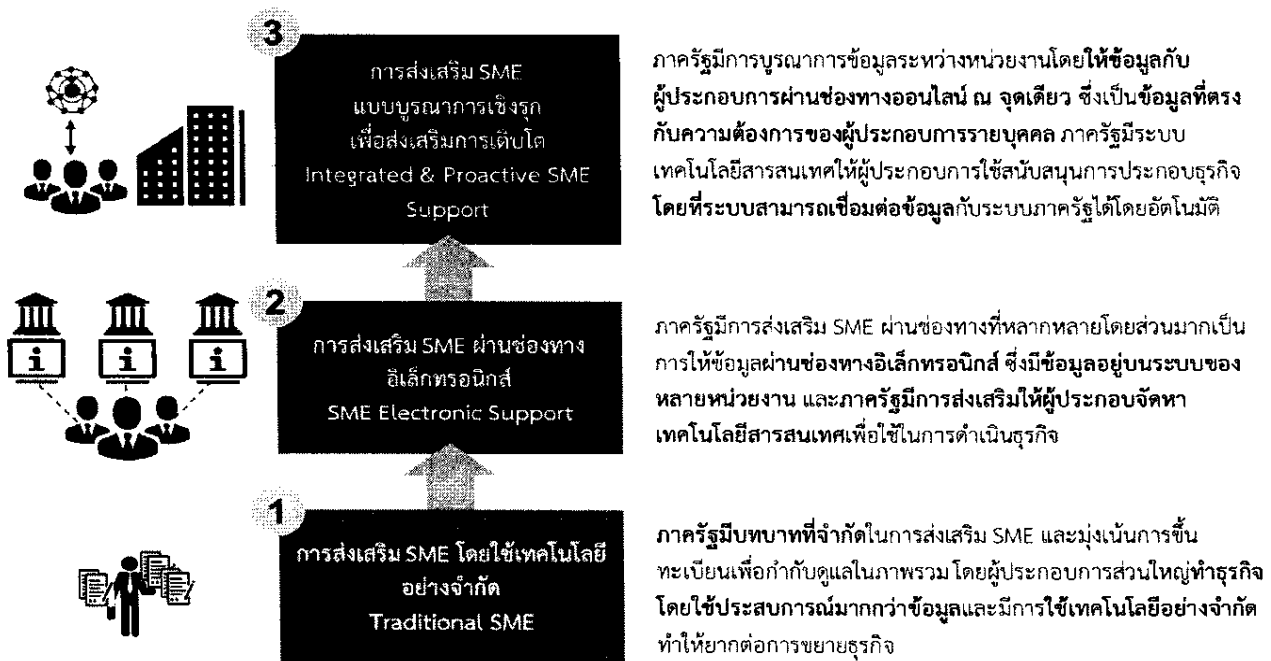 3
การส่งเสริม SME
แบบบูรณาการเชิงรุก
เพื่อส่งเสริมการเติบโต
Integrated & Proactive SME
Support
ภาครัฐมีการบูรณาการข้อมูลระหว่างหน่วยงานโดยให้ข้อมูลกับ
ผู้ประกอบการผ่านช่องทางออนไลน์ ณ จุดเดียว ซึ่งเป็นข้อมูลที่ตรง
กับความต้องการของผู้ประกอบการรายบุคคล ภาครัฐมีระบบ
เทคโนโลยีสารสนเทศให้ผู้ประกอบการใช้สนับสนุนการประกอบธุรกิจ
โดยที่ระบบสามารถเชื่อมต่อข้อมูลกับระบบภาครัฐได้โดยอัตโนมัติ
2
i i i
การส่งเสริม SME ผ่านช่องทาง
อิเล็กทรอนิกส์
SME Electronic Support
ภาครัฐมีการส่งเสริม SME ผ่านช่องทางที่หลากหลายโดยส่วนมากเป็น
การให้ข้อมูลผ่านช่องทางอิเล็กทรอนิกส์ ซึ่งมีข้อมูลอยู่บนระบบของ
หลายหน่วยงาน และภาครัฐมีการส่งเสริมให้ผู้ประกอบจัดหา
เทคโนโลยีสารสนเทศเพื่อใช้ในการดำเนินธุรกิจ
1
การส่งเสริม SME โดยใช้เทคโนโลยี
อย่างจำกัด
Traditional SME
ภาครัฐมีบทบาทที่จำกัดในการส่งเสริม SME และมุ่งเน้นการขึ้น
ทะเบียนเพื่อกำกับดูแลในภาพรวม โดยผู้ประกอบการส่วนใหญ่ทำธุรกิจ
โดยใช้ประสบการณ์มากกว่าข้อมูลและมีการใช้เทคโนโลยีอย่างจำกัด
ทำให้ยากต่อการขยายธุรกิจ